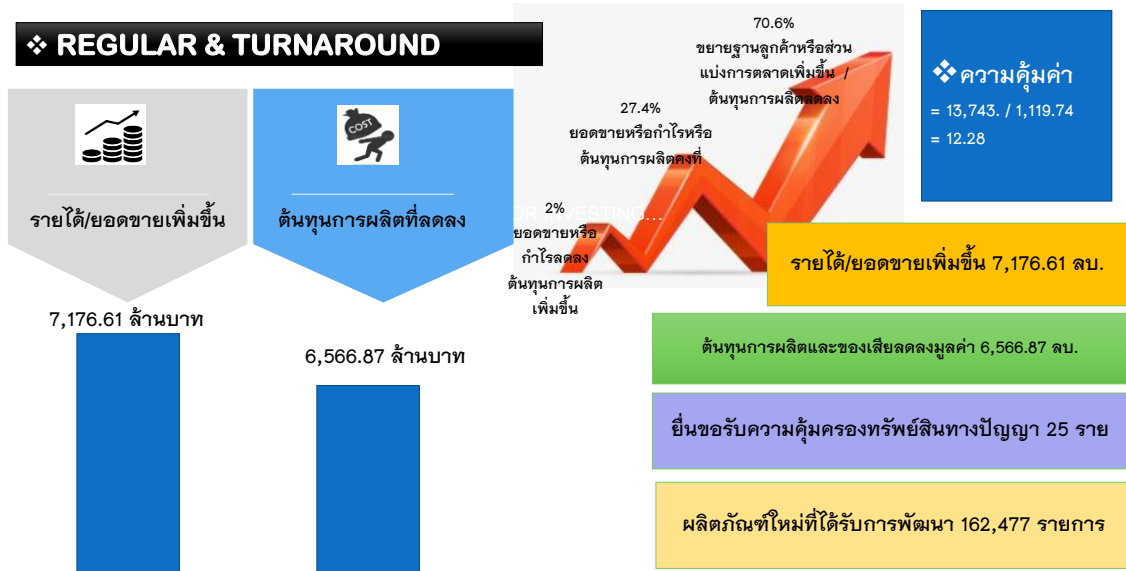 ❖ REGULAR & TURNAROUND
รายได้/ยอดขายเพิ่มขึ้น
COST
ต้นทุนการผลิตที่ลดลง
7,176.61 ล้านบาท
6,566.87 ล้านบาท
70.6%
ขยายฐานลูกค้าหรือส่วน
แบ่งการตลาดเพิ่มขึ้น /
ต้นทุนการผลิตลดลง
27.4%
ยอดขายหรือกำไรหรือ
ต้นทุนการผลิตคงที่
2%
ยอดขายหรือ
กำไรลดลง
ต้นทุนการผลิต
เพิ่มขึ้น
OR INVESTING...
❖ความคุ้มค่า
= 13,743. / 1,119.74
= 12.28
รายได้/ยอดขายเพิ่มขึ้น 7,176.61 ลบ.
ต้นทุนการผลิตและของเสียลดลงมูลค่า 6,566.87 ลบ.
ยื่นขอรับความคุ้มครองทรัพย์สินทางปัญญา 25 ราย
ผลิตภัณฑ์ใหม่ที่ได้รับการพัฒนา 162,477 รายการ